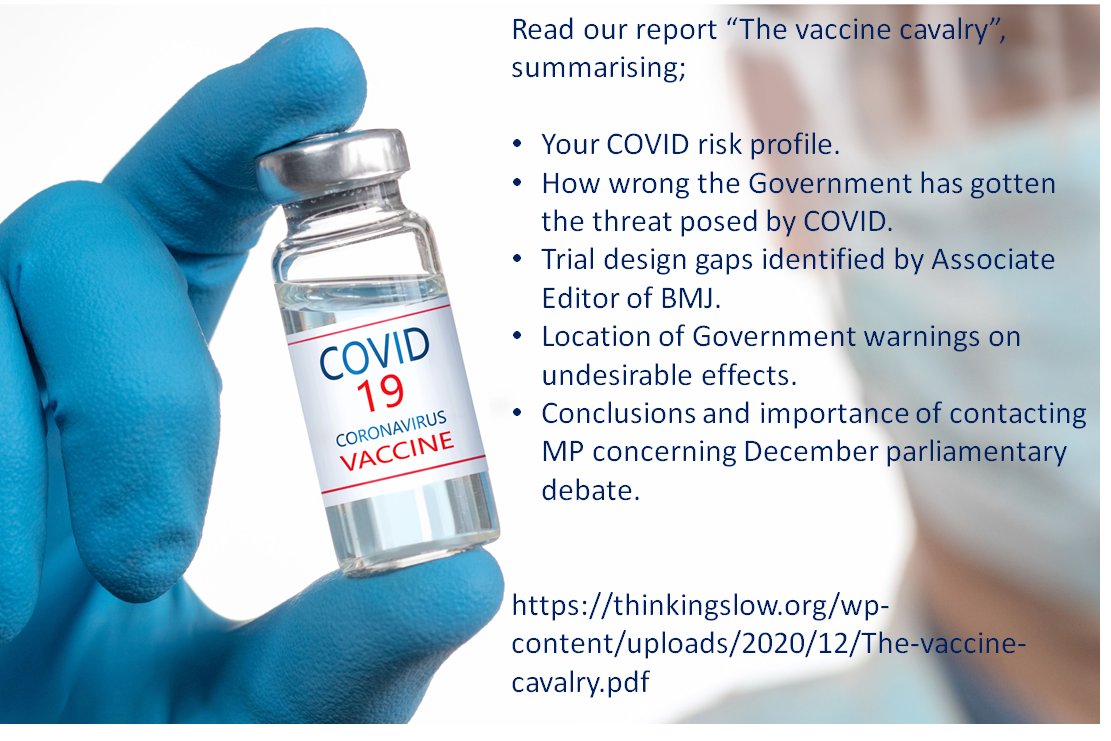 Read our report “The vaccine cavalry”,
summarising;
• Your COVID risk profile.
• How wrong the Government has gotten
the threat posed by COVID.
• Trial design gaps identified by Associate
Editor of BMJ.
• Location of Government warnings on
undesirable effects.
• Conclusions and importance of contacting
MP concerning December parliamentary
debate.
https://thinkingslow.org/wp-
content/uploads/2020/12/The-vaccine-
cavalry.pdf
COVID
19
CORONAVIRUS
VACCINE